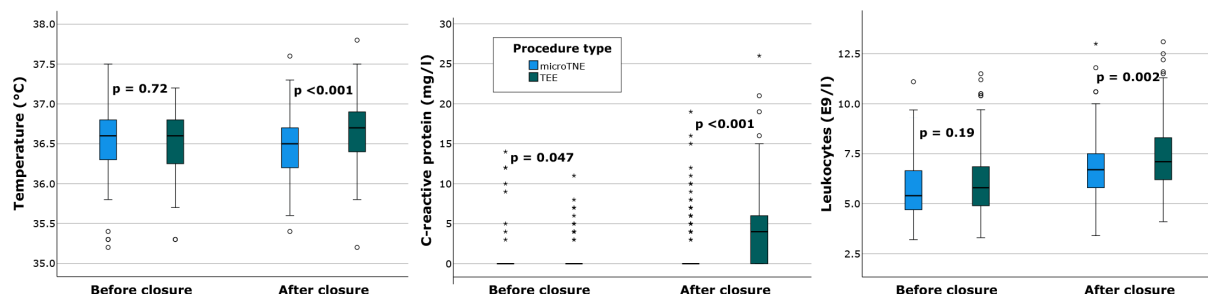 Temperature (°C)
38.0
37.5
37.0
36.5
36.0
35.5
35.0
p = 0.72
p <0.001
Before closure
After closure
C-reactive protein (mg/l)
30
25
20
15
10
5
0
Procedure type
microTNE
TEE
p = 0.047
p <0.001
Before closure
After closure
Leukocytes (E9/l)
12.5
10.0
7.5
5.0
2.5
p = 0.19
p = 0.002
Before closure
After closure